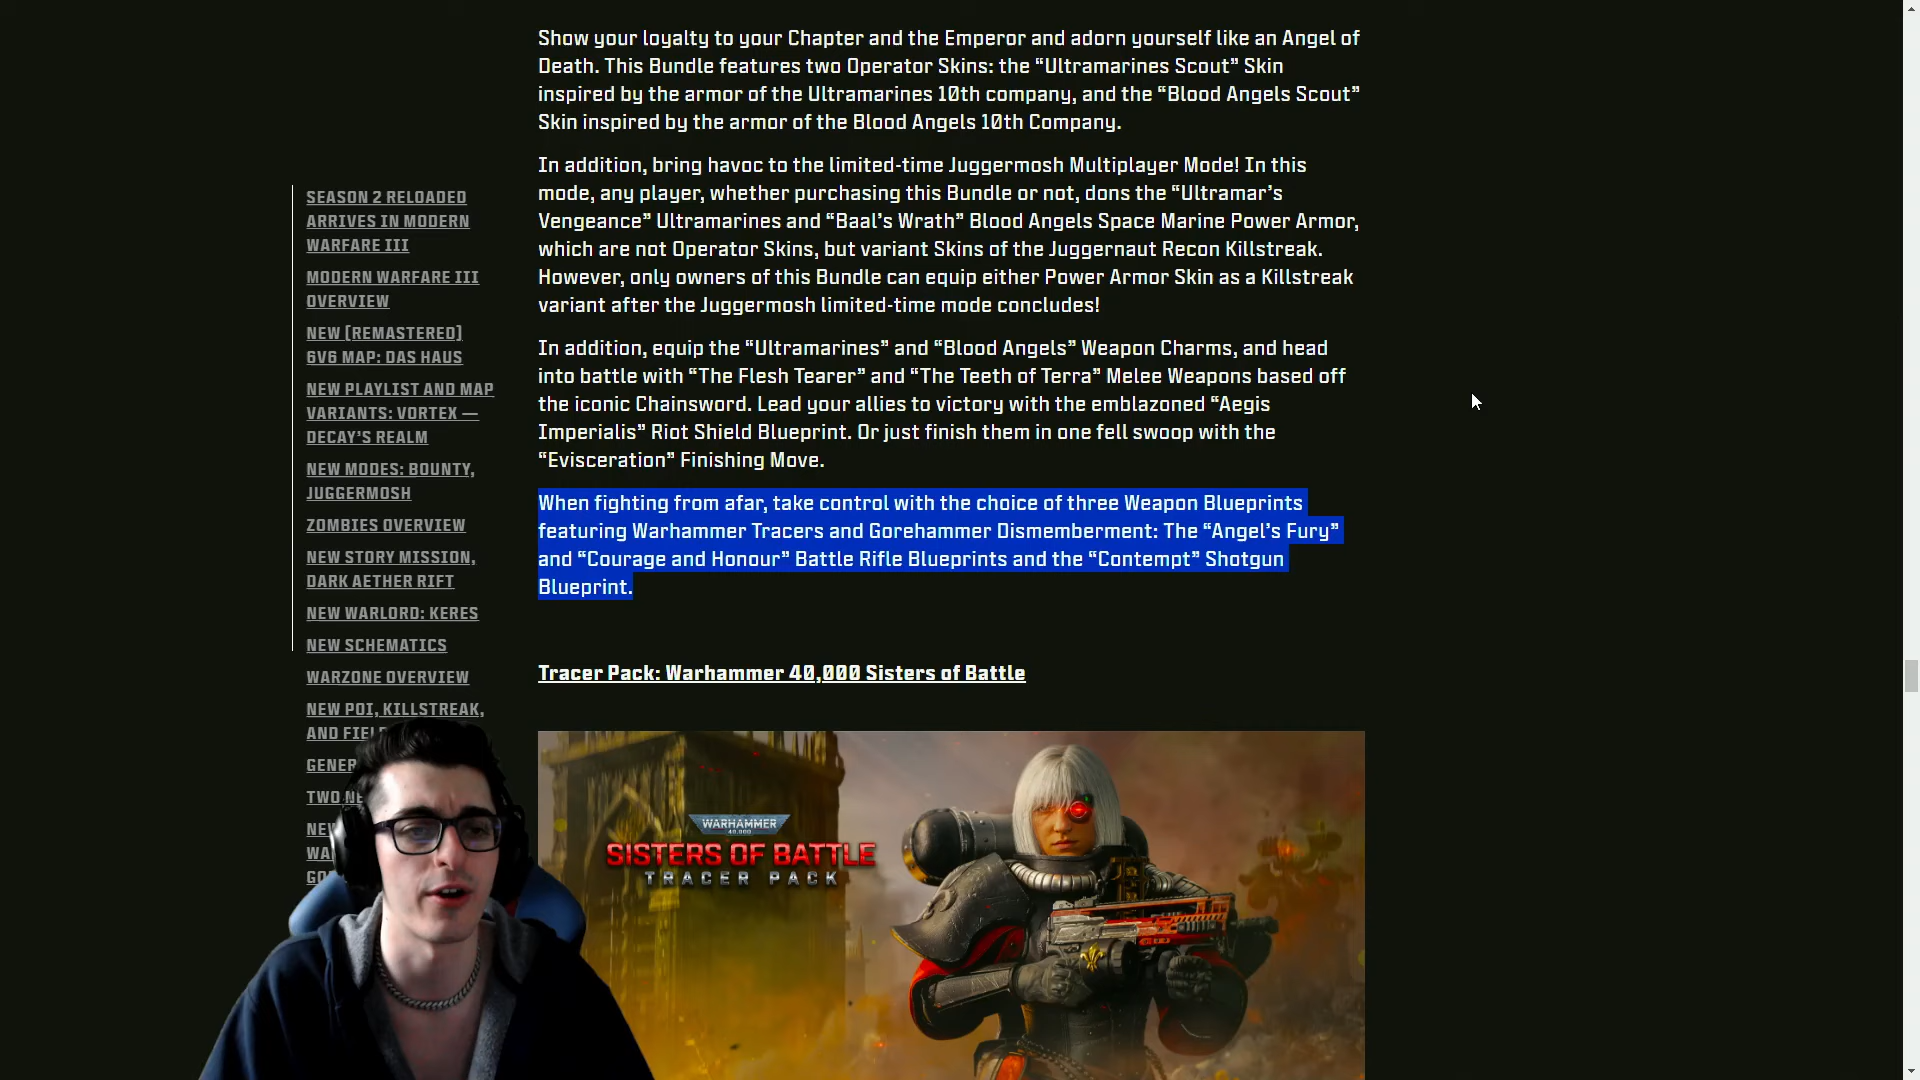 Show your loyalty to your Chapter and the Emperor and adorn yourself like an Angel of
Death. This Bundle features two Operator Skins: the “Ultramarines Scout” Skin
inspired by the armor of the Ultramarines 10th company, and the “Blood Angels Scout”
Skin inspired by the armor of the Blood Angels 10th Company.
In addition, bring havoc to the limited-time Juggermosh Multiplayer Mode! In this
mode, any player, whether purchasing this Bundle or not, dons the “Ultramar’s
Vengeance” Ultramarines and “Baal’s Wrath” Blood Angels Space Marine Power Armor,
which are not Operator Skins, but variant Skins of the Juggernaut Recon Killstreak.
However, only owners of this Bundle can equip either Power Armor Skin as a Killstreak
variant after the Juggermosh limited-time mode concludes!
In addition, equip the “Ultramarines” and “Blood Angels” Weapon Charms, and head
into battle with “The Flesh Tearer” and “The Teeth of Terra” Melee Weapons based off
the iconic Chainsword. Lead your allies to victory with the emblazoned “Aegis
Imperialis” Riot Shield Blueprint. Or just finish them in one fell swoop with the
“Evisceration” Finishing Move.
When fighting from afar, take control with the choice of three Weapon Blueprints
featuring Warhammer Tracers and Gorehammer Dismemberment: The “Angel’s Fury”
and “Courage and Honour” Battle Rifle Blueprints and the “Contempt” Shotgun
Blueprint.
Tracer Pack: Warhammer 40,000 Sisters of Battle
WARHAMMER
40,000
SISTERS OF BATTLE
TRACER PACK
SEASON 2 RELOADED
ARRIVES IN MODERN
WARFARE III
MODERN WARFARE III
OVERVIEW
NEW [REMASTERED]
6V6 MAP: DAS HAUS
NEW PLAYLIST AND MAP
VARIANTS: VORTEX —
DECAY’S REALM
NEW MODES: BOUNTY,
JUGGERMOSH
ZOMBIES OVERVIEW
NEW STORY MISSION,
DARK AETHER RIFT
NEW WARLORD: KERES
NEW SCHEMATICS
WARZONE OVERVIEW
NEW POI, KILLSTREAK,
AND
TWO